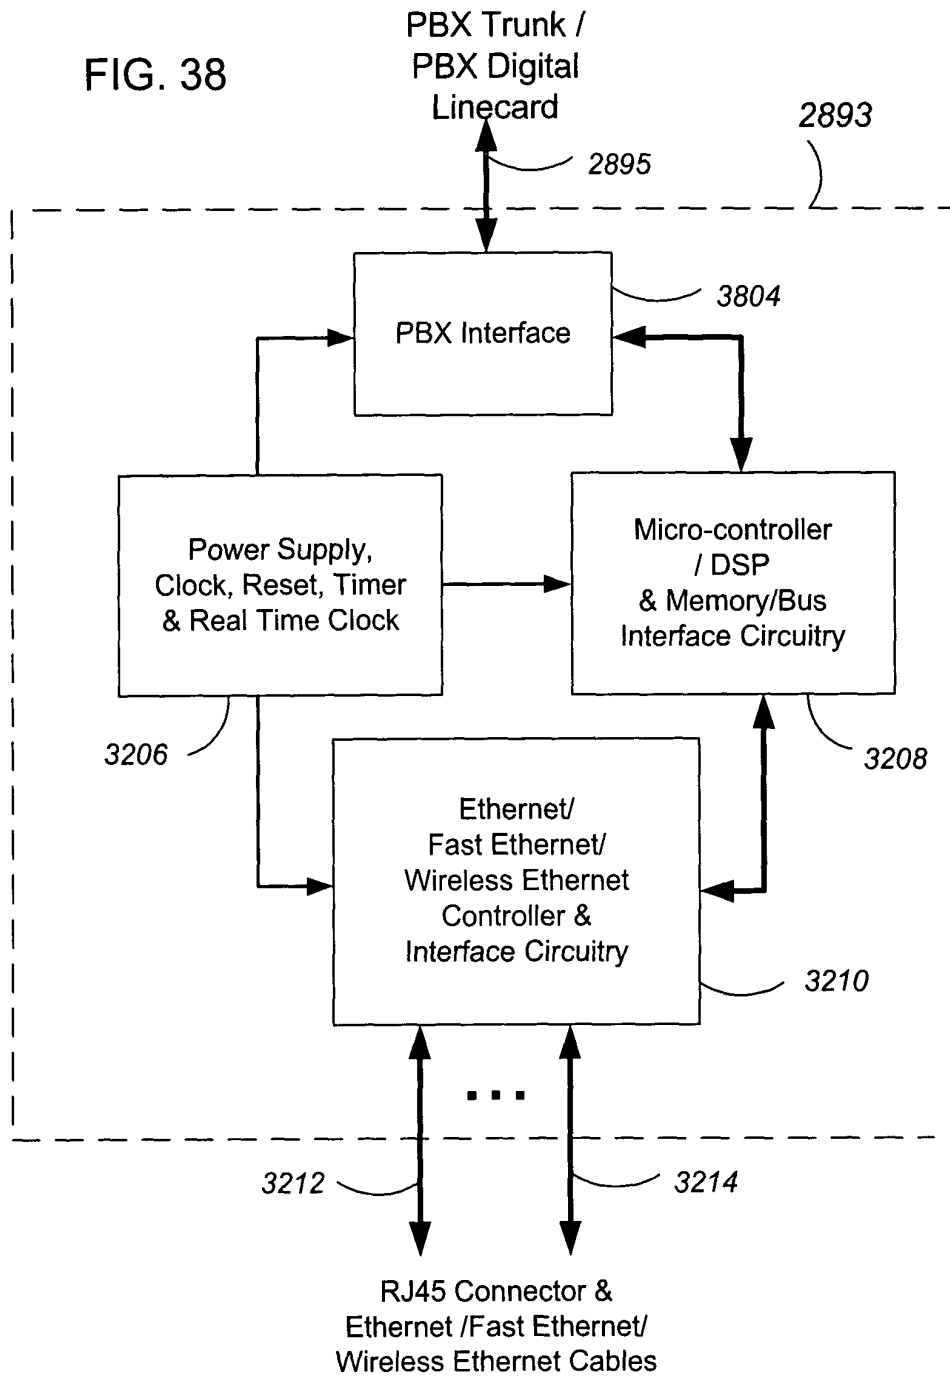 PBX Trunk /
PBX Digital
Linecard
FIG. 38
2893
2895
3804
PBX Interface
Power Supply,
Clock, Reset, Timer
& Real Time Clock
Micro-controller
/ DSP
& Memory/Bus
Interface Circuitry
3206
3208
Ethernet/
Fast Ethernet/
Wireless Ethernet
Controller &
Interface Circuitry
3210
3212
3214
RJ45 Connector &
Ethernet /Fast Ethernet/
Wireless Ethernet Cables